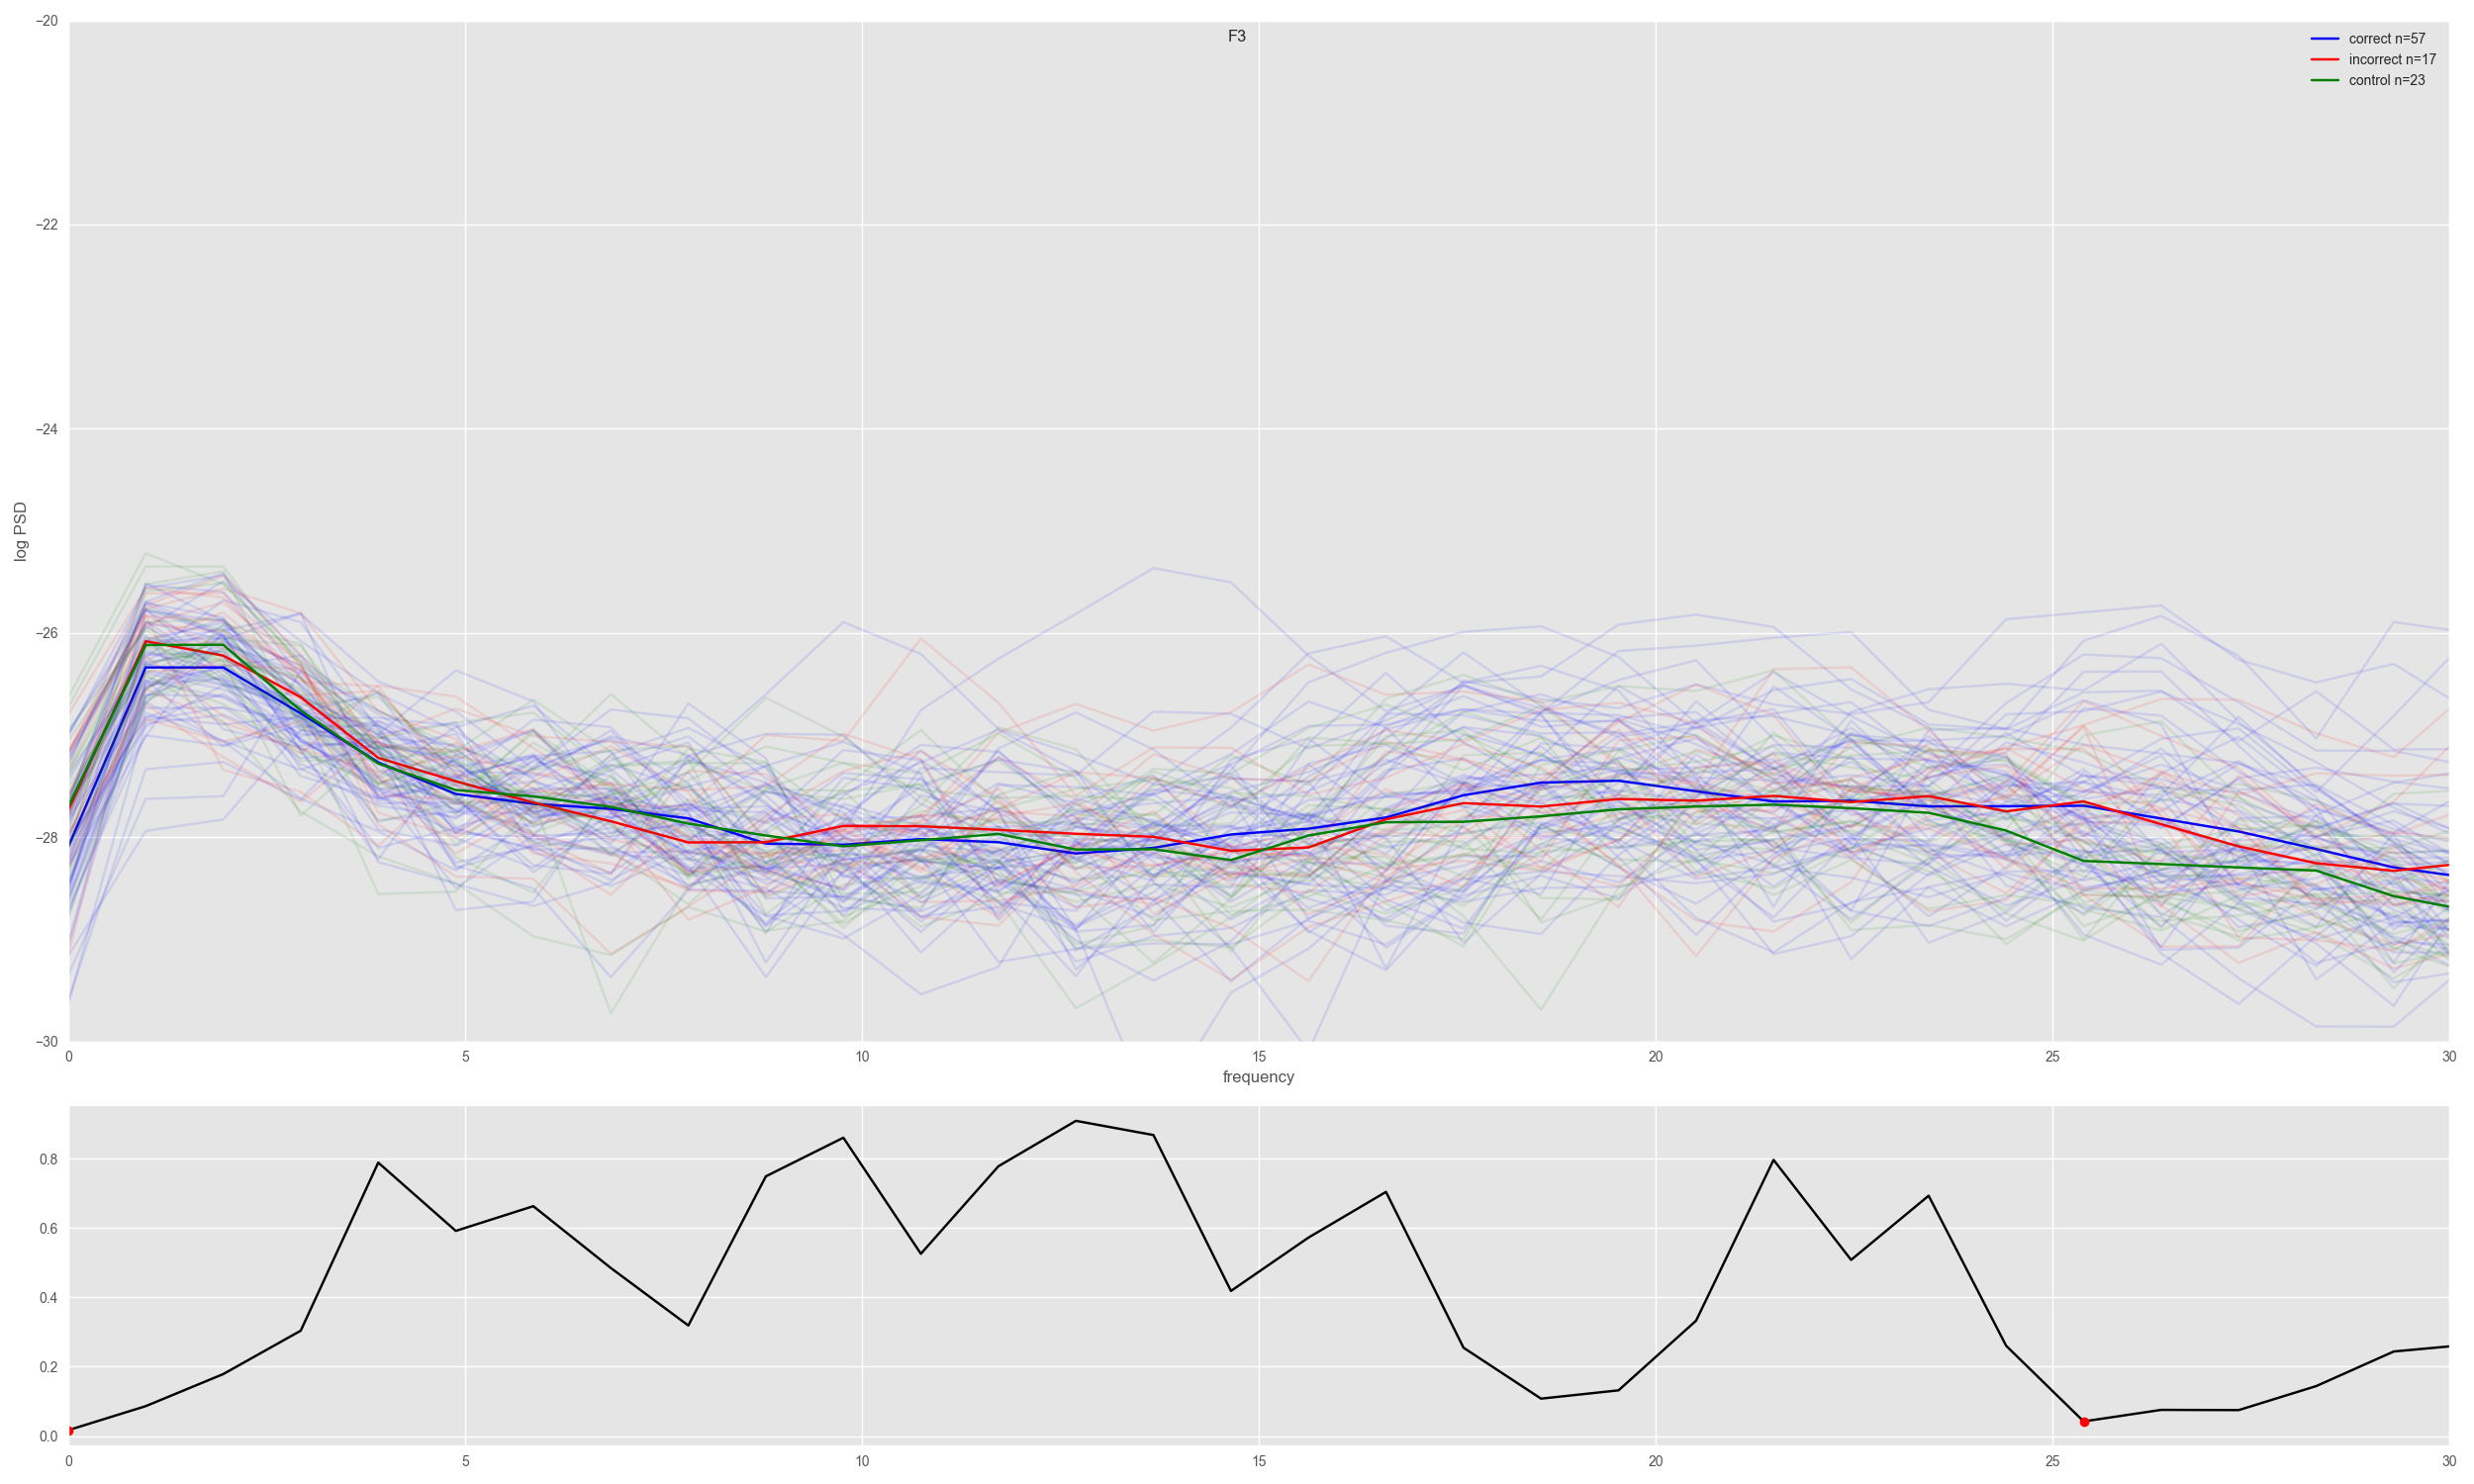 F3
correct n=57
incorrect n=17
control n=23
−20
−22
−24
−26
−28
−30
log PSD
0 5 10 15 20 25 30
frequency
0.8
0.6
0.4
0.2
0.0
0 5 10 15 20 25 30